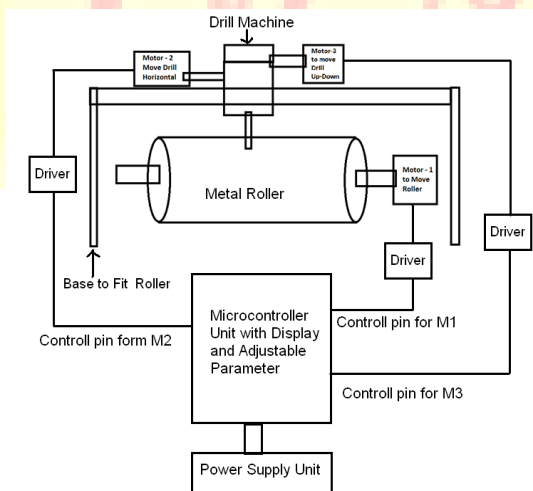 Drill Machine
Motor - 2
Move Drill
Horizontal
Motor-3
to move
Drill
Up-Down
Driver
Metal Roller
Motor - 1
to Move
Roller
Driver
Driver
Base to Fit Roller
Microcontroller
Unit with Display
and Adjustable
Parameter
Controll pin for M1
Controll pin form M2
Controll pin for M3
Power Supply Unit